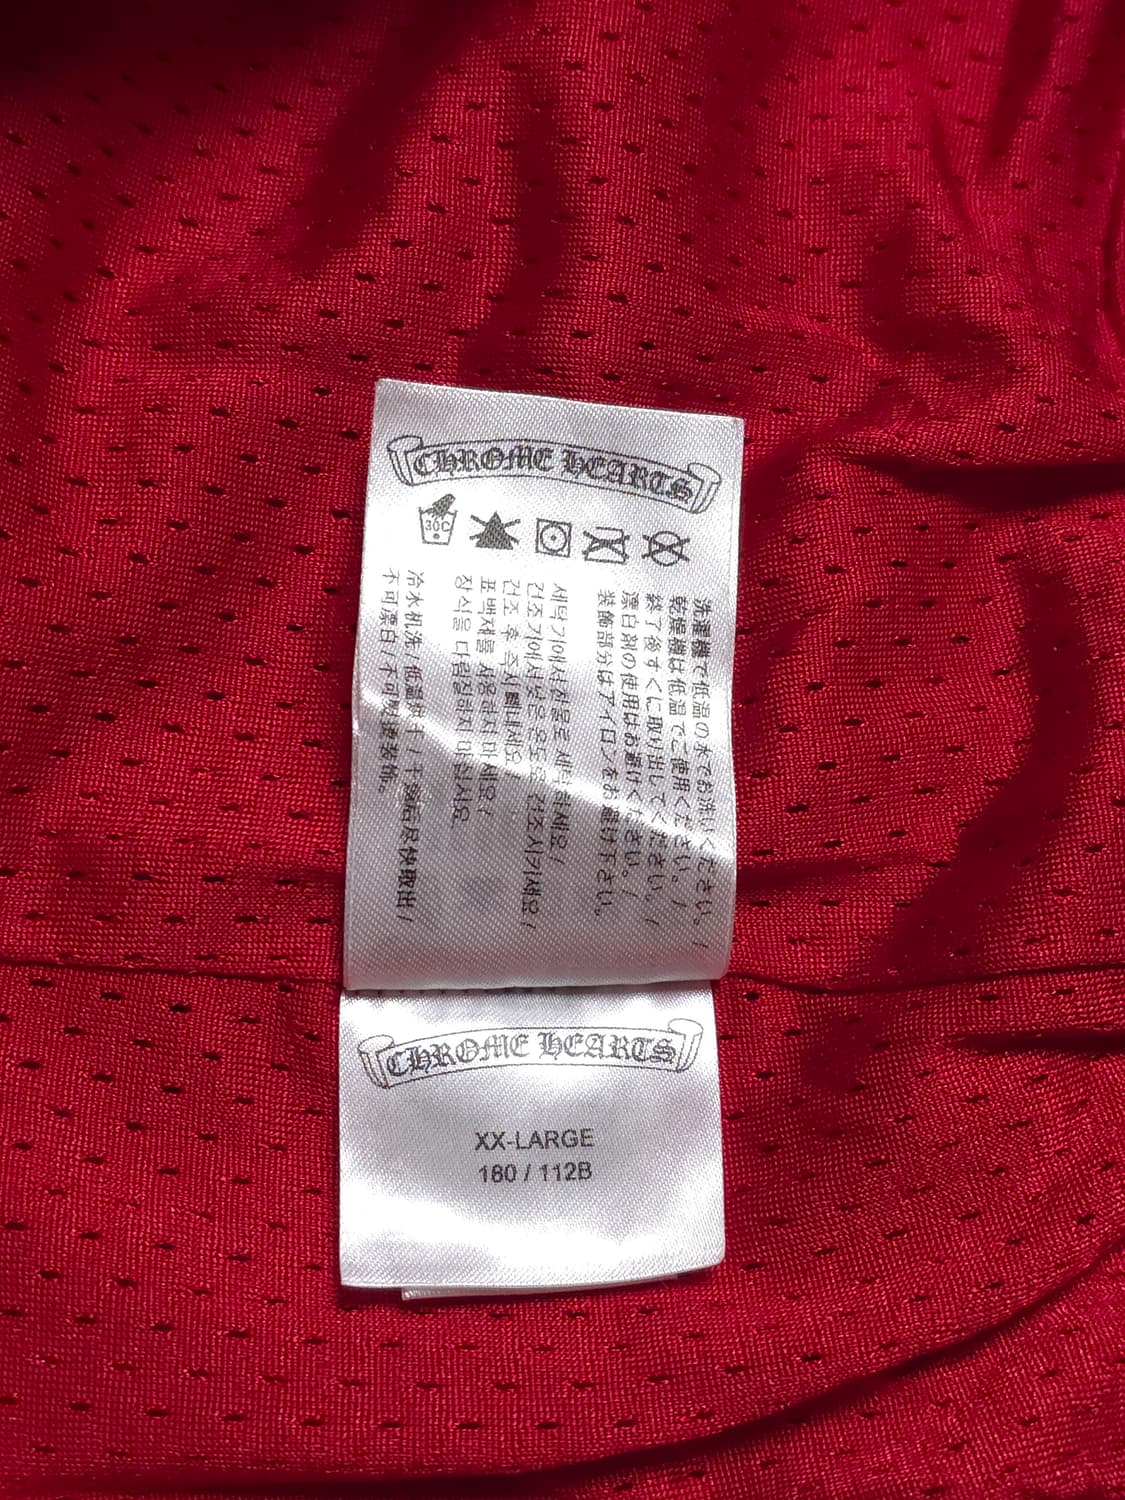 CHROME HEARTS
30C
洗濯機で低温の水でお洗いください。/
乾燥機は低温でご使用ください。/
終了後すぐに取り出してください。/
漂白剤の使用はお避けください。/
装飾部分はアイロンをお避け下さい。
세탁기에서 찬물로 세탁하세요/
건조기에서 낮은 온도로 건조시키세요/
건조 후 즉시 빼내세요/
표백제를 사용하지 마세요/
장식을 다림질하지 마십시오.
冷水机洗/低温烘干/干燥后尽快取出/
不可漂白/不可熨烫装饰。
CHROME HEARTS
XX-LARGE
180 / 112B